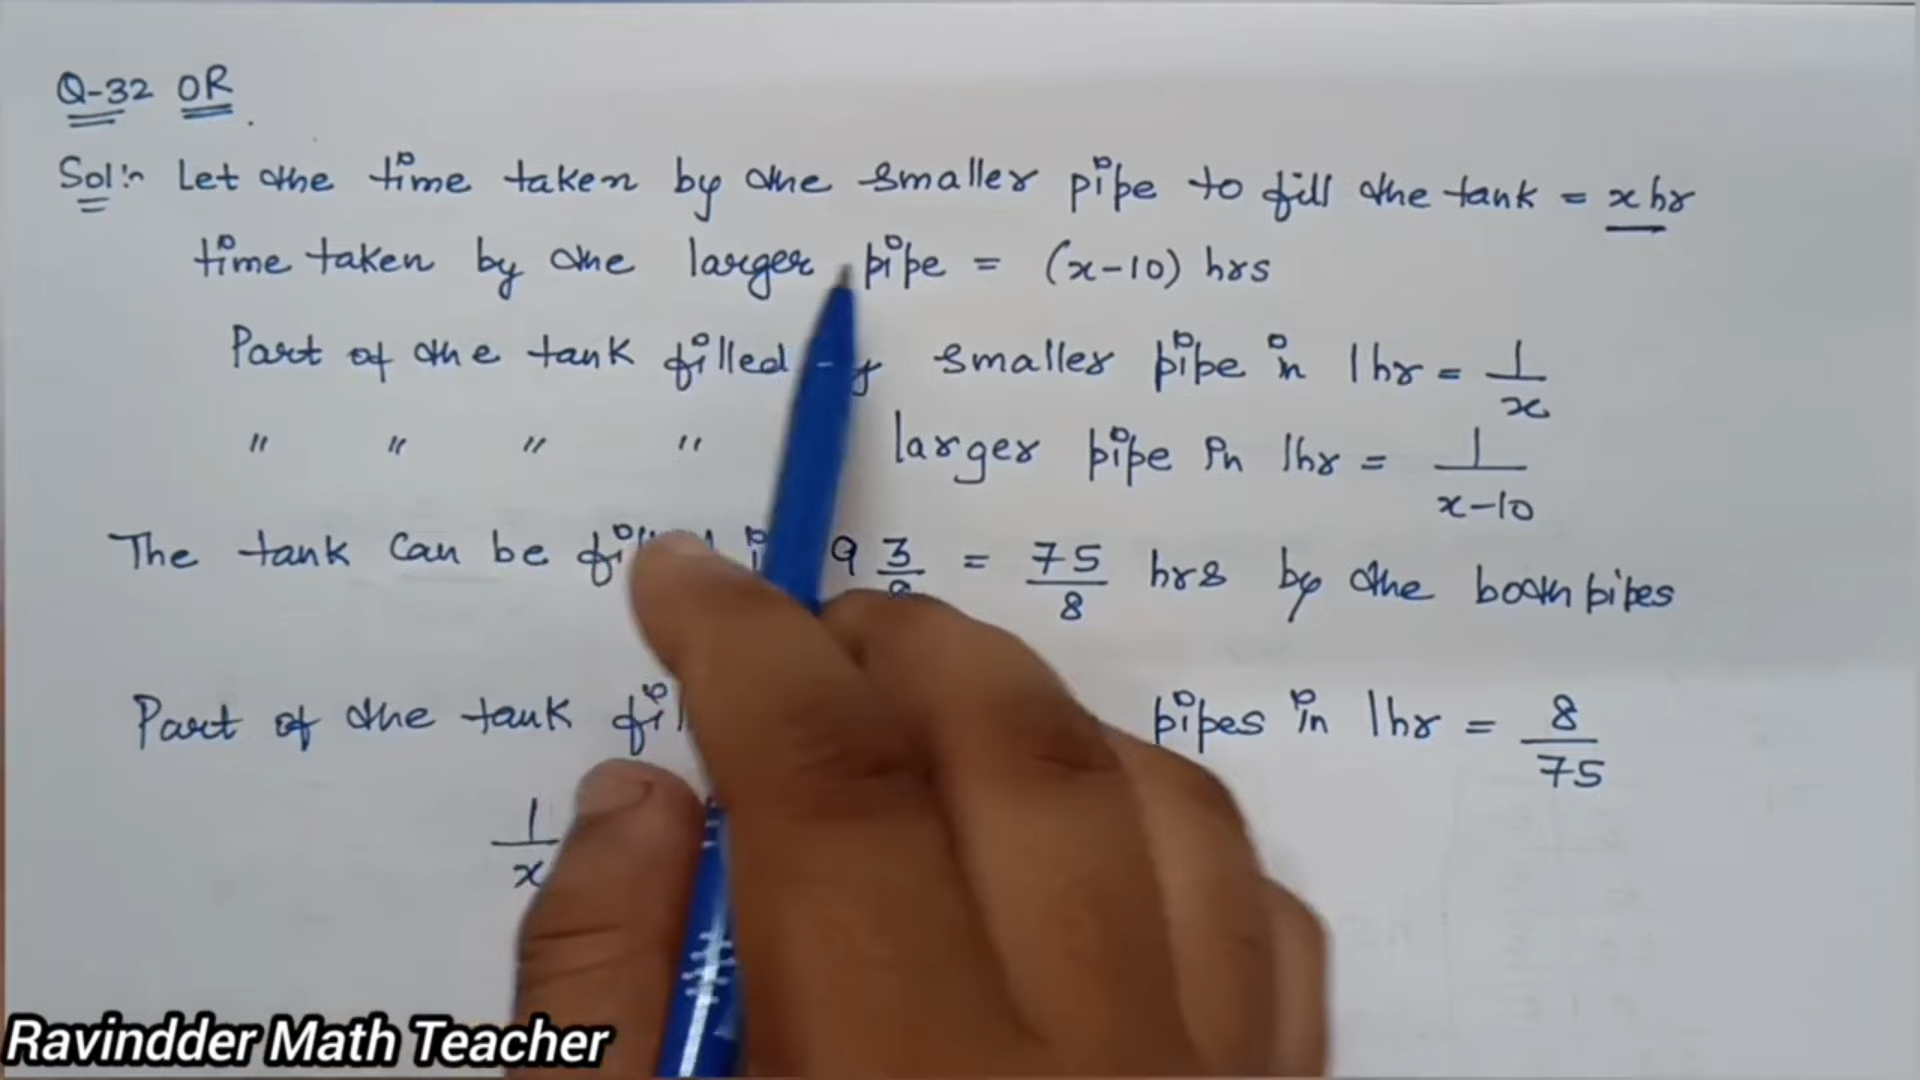 Q-32 OR
Sol:n Let the time taken by the smaller pipe to fill the tank = x hr
time taken by the larger pipe = (x-10) hrs
Part of the tank filled smaller pipe in 1hr = 1/x
" " " " larger pipe in 1hr = 1/(x-10)
The tank can be 9 3/8 = 75/8 hrs by the both pipes
Part of the tank pipes in 1hr = 8/75
1/x
Ravindder Math Teacher